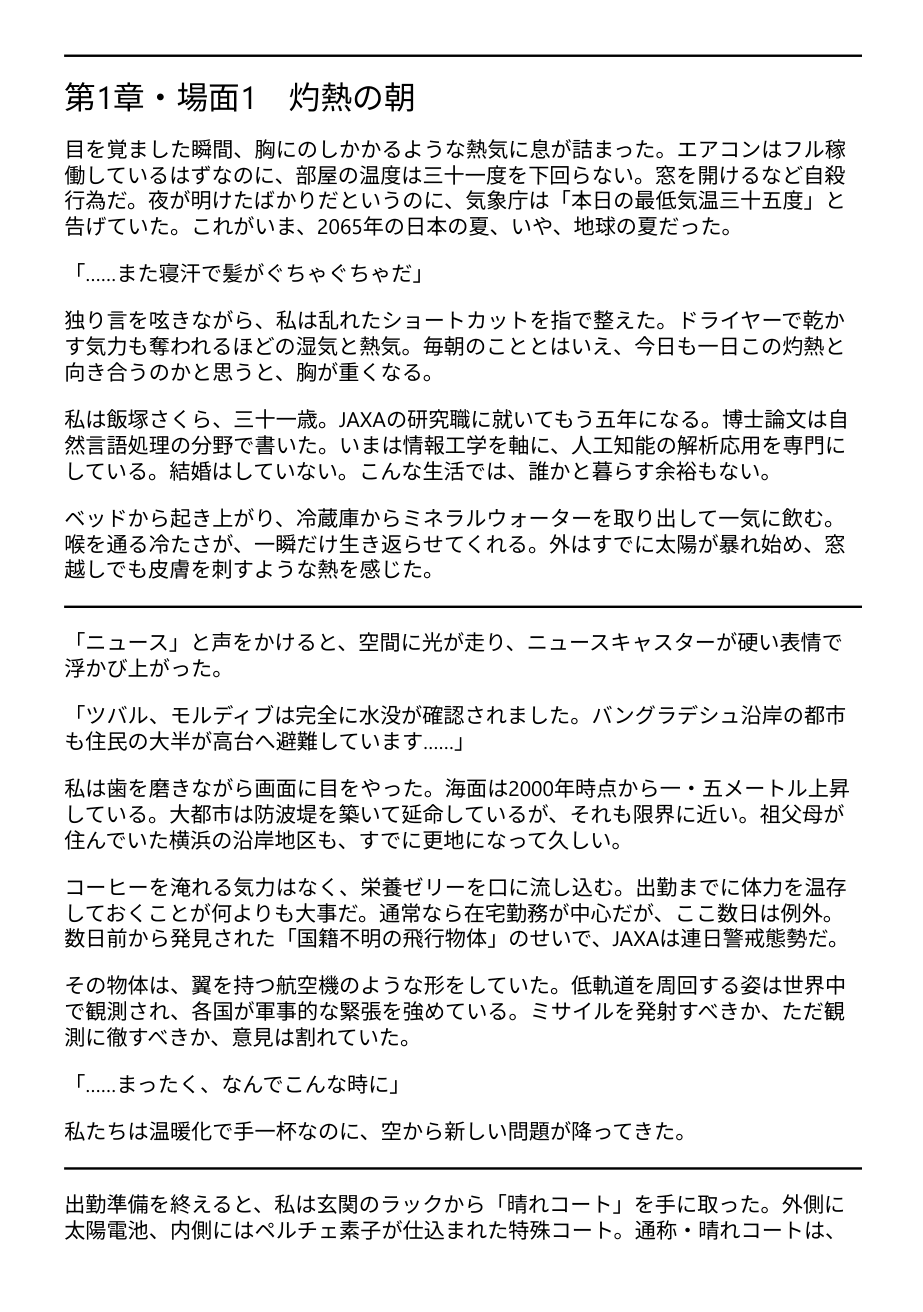 第1章・場面1　灼熱の朝
目を覚ました瞬間、胸にのしかかるような熱気に息が詰まった。エアコンはフル稼
働しているはずなのに、部屋の温度は三十一度を下回らない。窓を開けるなど自殺
行為だ。夜が明けたばかりだというのに、気象庁は「本日の最低気温三十五度」と
告げていた。これがいま、2065年の日本の夏、いや、地球の夏だった。
「……また寝汗で髪がぐちゃぐちゃだ」
独り言を呟きながら、私は乱れたショートカットを指で整えた。ドライヤーで乾か
す気力も奪われるほどの湿気と熱気。毎朝のこととはいえ、今日も一日この灼熱と
向き合うのかと思うと、胸が重くなる。
私は飯塚さくら、三十一歳。JAXAの研究職に就いてもう五年になる。博士論文は自
然言語処理の分野で書いた。いまは情報工学を軸に、人工知能の解析応用を専門に
している。結婚はしていない。こんな生活では、誰かと暮らす余裕もない。
ベッドから起き上がり、冷蔵庫からミネラルウォーターを取り出して一気に飲む。
喉を通る冷たさが、一瞬だけ生き返らせてくれる。外はすでに太陽が暴れ始め、窓
越しでも皮膚を刺すような熱を感じた。
「ニュース」と声をかけると、空間に光が走り、ニュースキャスターが硬い表情で
浮かび上がった。
「ツバル、モルディブは完全に水没が確認されました。バングラデシュ沿岸の都市
も住民の大半が高台へ避難しています……」
私は歯を磨きながら画面に目をやった。海面は2000年時点から一・五メートル上昇
している。大都市は防波堤を築いて延命しているが、それも限界に近い。祖父母が
住んでいた横浜の沿岸地区も、すでに更地になって久しい。
コーヒーを淹れる気力はなく、栄養ゼリーを口に流し込む。出勤までに体力を温存
しておくことが何よりも大事だ。通常なら在宅勤務が中心だが、ここ数日は例外。
数日前から発見された「国籍不明の飛行物体」のせいで、JAXAは連日警戒態勢だ。
その物体は、翼を持つ航空機のような形をしていた。低軌道を周回する姿は世界中
で観測され、各国が軍事的な緊張を強めている。ミサイルを発射すべきか、ただ観
測に徹すべきか、意見は割れていた。
「……まったく、なんでこんな時に」
私たちは温暖化で手一杯なのに、空から新しい問題が降ってきた。
出勤準備を終えると、私は玄関のラックから「晴れコート」を手に取った。外側に
太陽電池、内側にはペルチェ素子が仕込まれた特殊コート。通称・晴れコートは、